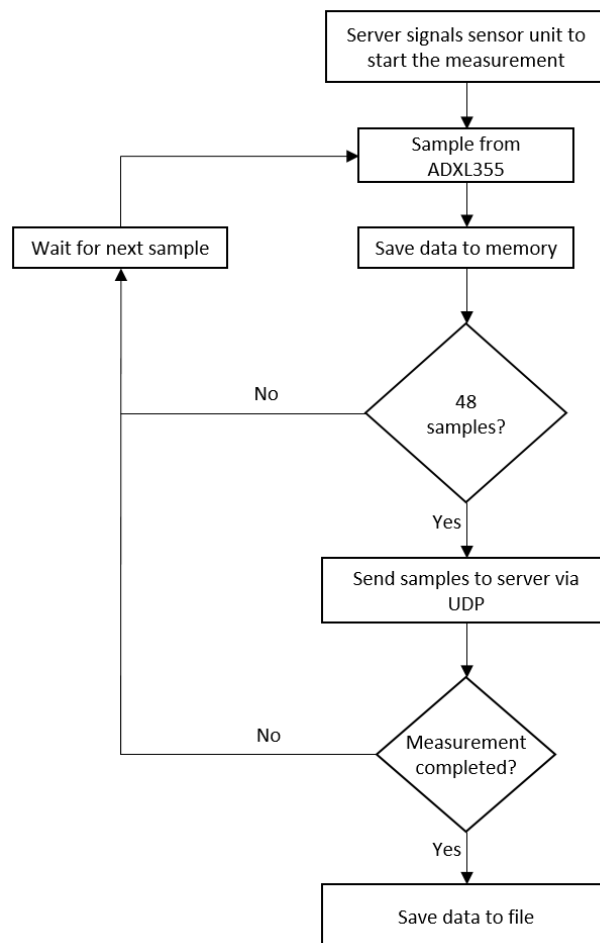 Server signals sensor unit to
start the measurement
Sample from
ADXL355
Wait for next sample
Save data to memory
No
48
samples?
Yes
Send samples to server via
UDP
No
Measurement
completed?
Yes
Save data to file